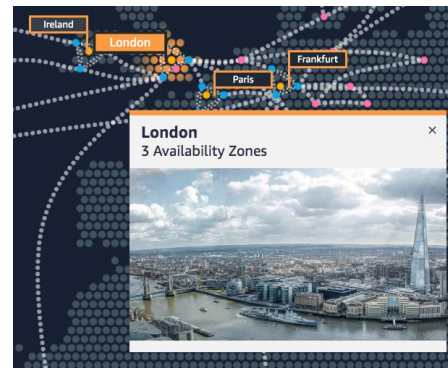 Ireland
London
Frankfurt
Paris
London
×
3 Availability Zones